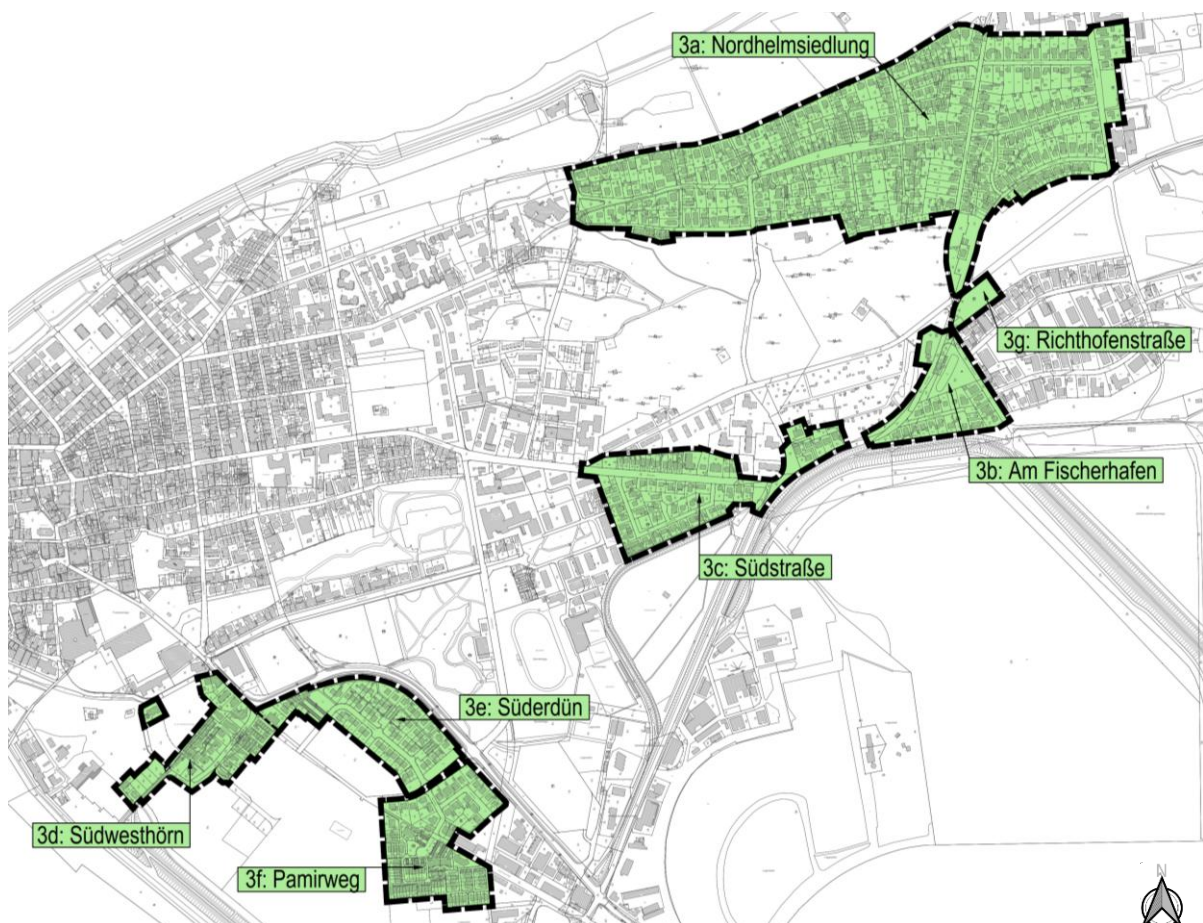 3a: Nordhelmsiedlung
3g: Richthofenstraße
3b: Am Fischerhafen
3c: Südstraße
3e: Süderdün
3d: Südwesthörn
3f: Pamirweg
N